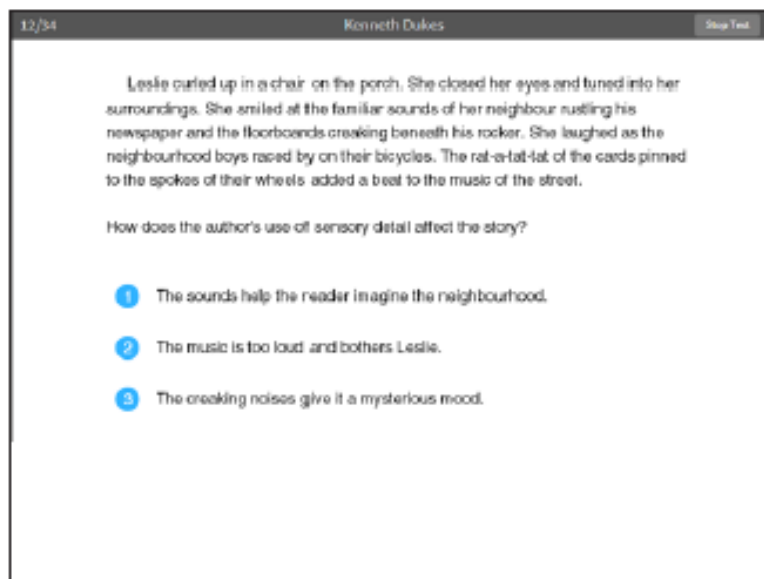 12/34 Kenneth Dukes Stop Test
Leslie curled up in a chair on the porch. She closed her eyes and tuned into her
surroundings. She smiled at the familiar sounds of her neighbour rustling his
newspaper and the floorboards creaking beneath his rocker. She laughed as the
neighbourhood boys raced by on their bicycles. The rat-a-tat-tat of the cards pinned
to the spokes of their wheels added a beat to the music of the street.
How does the author's use of sensory detail affect the story?
1 The sounds help the reader imagine the neighbourhood.
2 The music is too loud and bothers Leslie.
3 The creaking noises give it a mysterious mood.